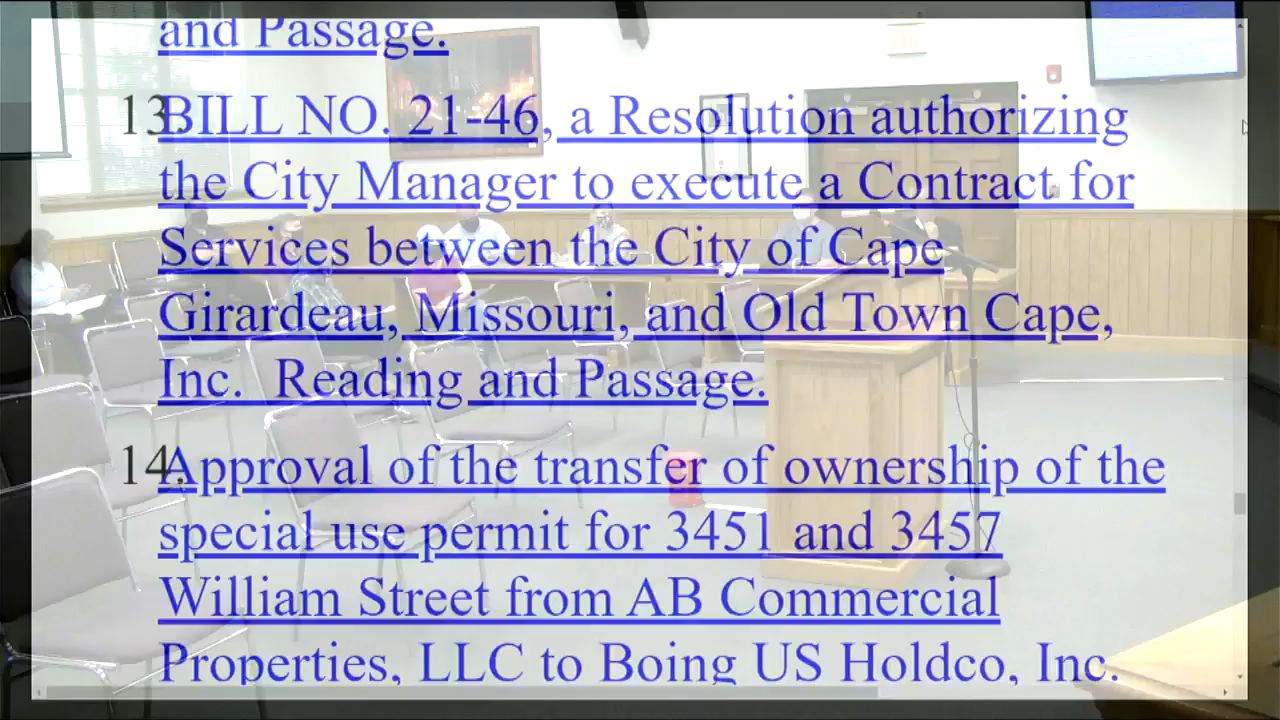 and Passage.
13. BILL NO. 21-46, a Resolution authorizing
the City Manager to execute a Contract for
Services between the City of Cape
Girardeau, Missouri, and Old Town Cape,
Inc. Reading and Passage.
14. Approval of the transfer of ownership of the
special use permit for 3451 and 3457
William Street from AB Commercial
Properties, LLC to Boing US Holdco, Inc.